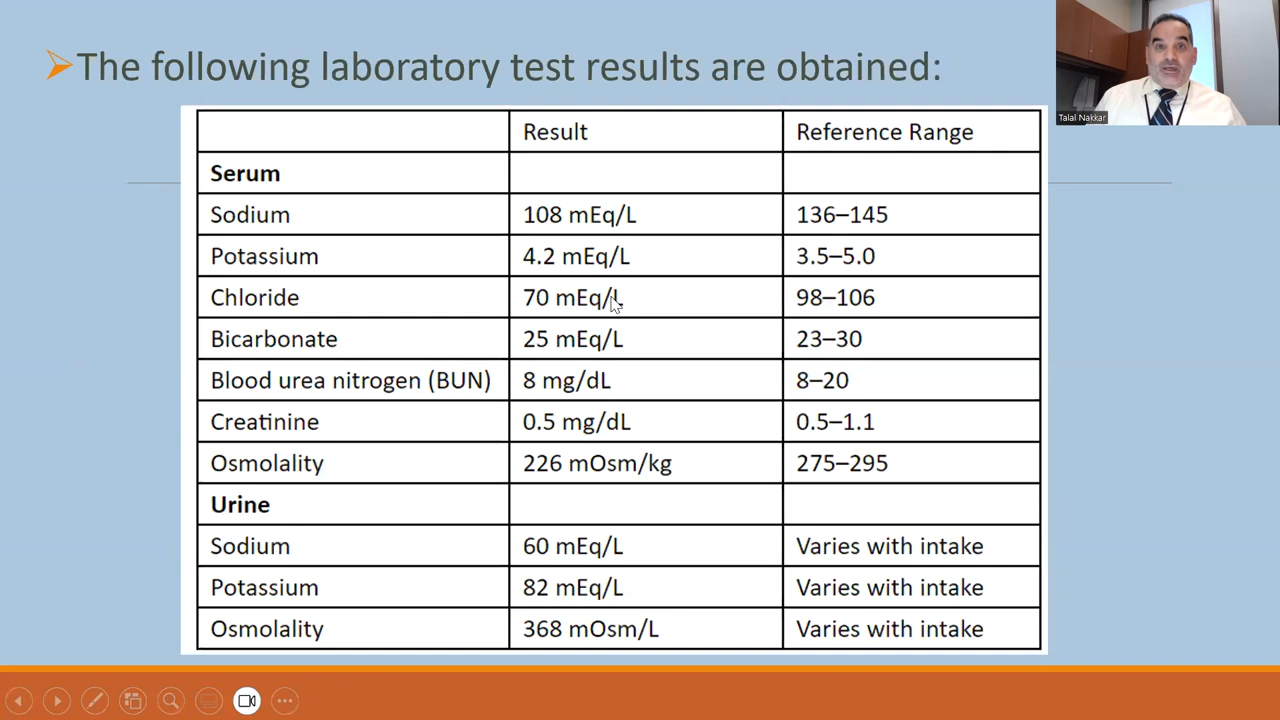 The following laboratory test results are obtained:
Talal Nakkar
Result Reference Range
Serum
Sodium 108 mEq/L 136–145
Potassium 4.2 mEq/L 3.5–5.0
Chloride 70 mEq/L 98–106
Bicarbonate 25 mEq/L 23–30
Blood urea nitrogen (BUN) 8 mg/dL 8–20
Creatinine 0.5 mg/dL 0.5–1.1
Osmolality 226 mOsm/kg 275–295
Urine
Sodium 60 mEq/L Varies with intake
Potassium 82 mEq/L Varies with intake
Osmolality 368 mOsm/L Varies with intake